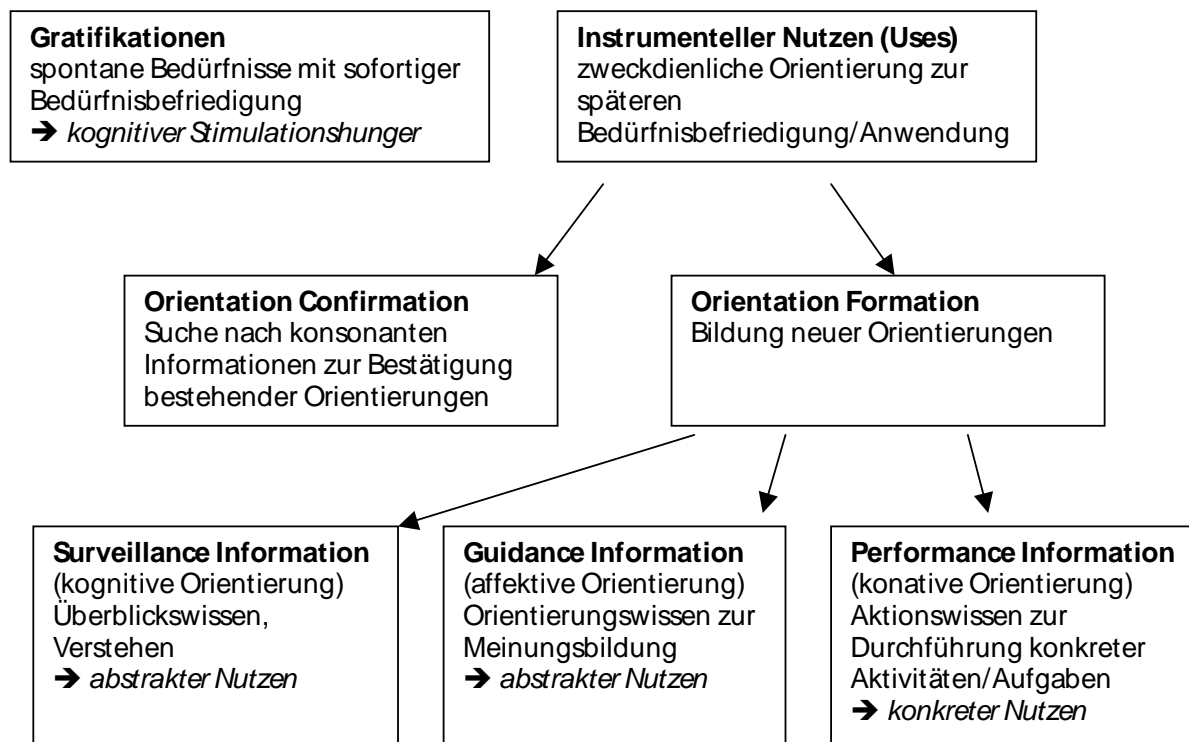 Gratifikationen
spontane Bedürfnisse mit sofortiger
Bedürfnisbefriedigung
➔ kognitiver Stimulationshunger
Instrumenteller Nutzen (Uses)
zweckdienliche Orientierung zur
späteren
Bedürfnisbefriedigung/Anwendung
Orientation Confirmation
Suche nach konsonanten
Informationen zur Bestätigung
bestehender Orientierungen
Orientation Formation
Bildung neuer Orientierungen
Surveillance Information
(kognitive Orientierung)
Überblickswissen,
Verstehen
➔ abstrakter Nutzen
Guidance Information
(affektive Orientierung)
Orientierungswissen zur
Meinungsbildung
➔ abstrakter Nutzen
Performance Information
(konative Orientierung)
Aktionswissen zur
Durchführung konkreter
Aktivitäten/Aufgaben
➔ konkreter Nutzen